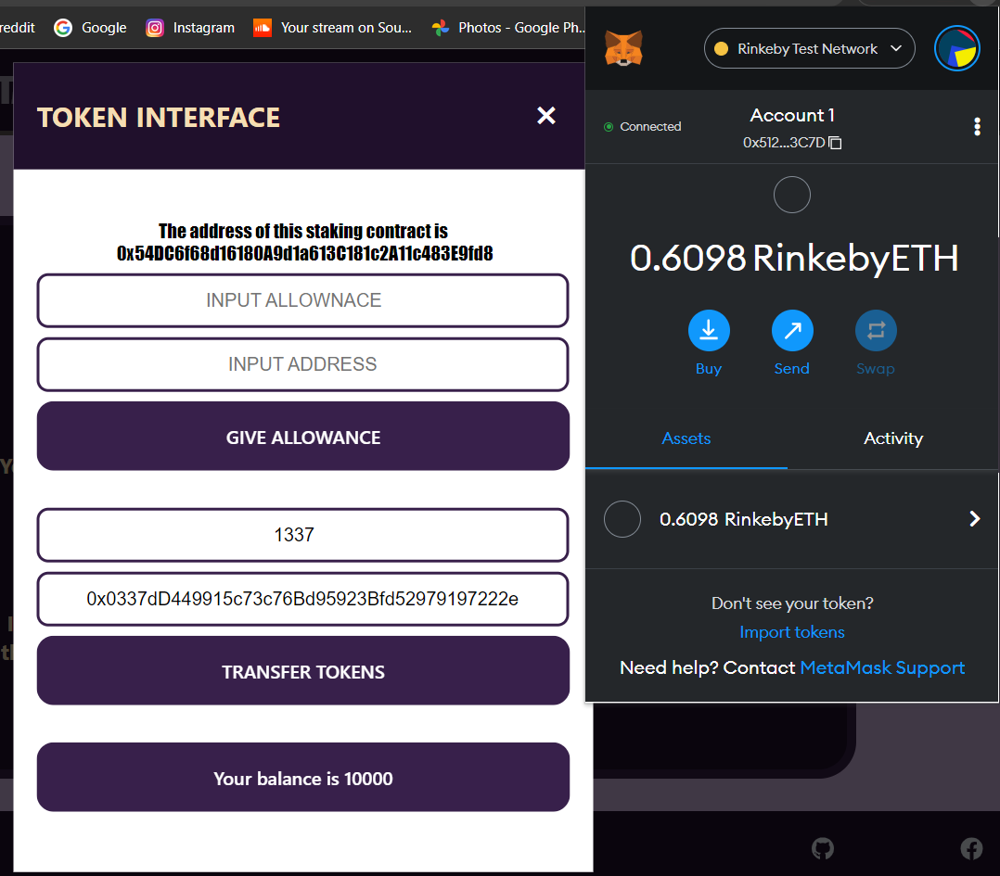 reddit
Google
Instagram
Your stream on Sou...
Photos - Google Ph...
TOKEN INTERFACE
The address of this staking contract is
0x54DC6f68d16180A9d1a613C181c2A11c483E9fd8
INPUT ALLOWNACE
INPUT ADDRESS
GIVE ALLOWANCE
1337
0x0337dD449915c73c76Bd95923Bfd52979197222e
TRANSFER TOKENS
Your balance is 10000
Rinkeby Test Network
Connected
Account 1
0x512...3C7D
0.6098 RinkebyETH
Buy
Send
Swap
Assets
Activity
0.6098 RinkebyETH
Don't see your token?
Import tokens
Need help? Contact MetaMask Support